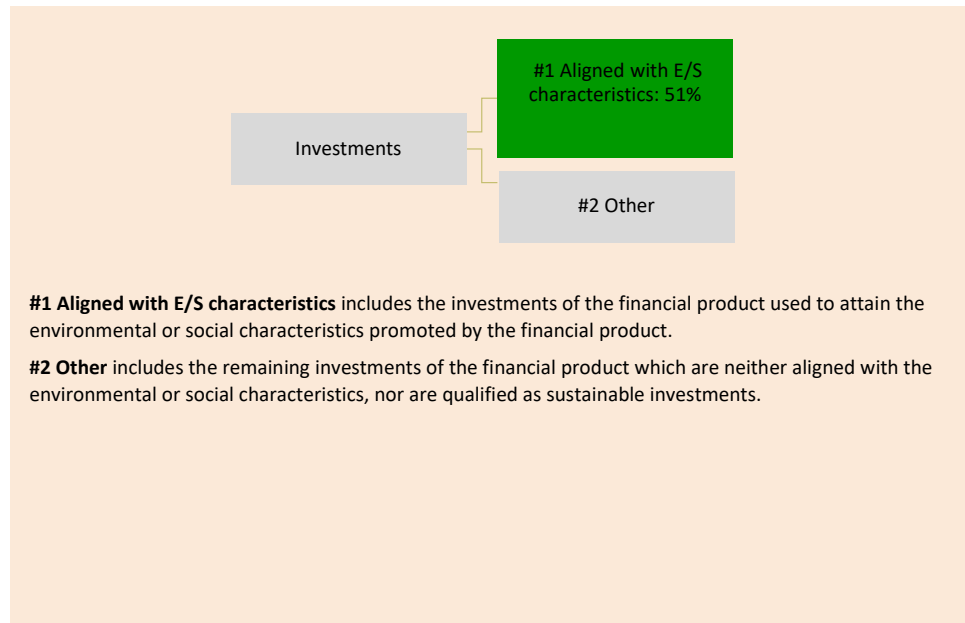 #1 Aligned with E/S
characteristics: 51%
Investments
#2 Other
#1 Aligned with E/S characteristics includes the investments of the financial product used to attain the
environmental or social characteristics promoted by the financial product.
#2 Other includes the remaining investments of the financial product which are neither aligned with the
environmental or social characteristics, nor are qualified as sustainable investments.